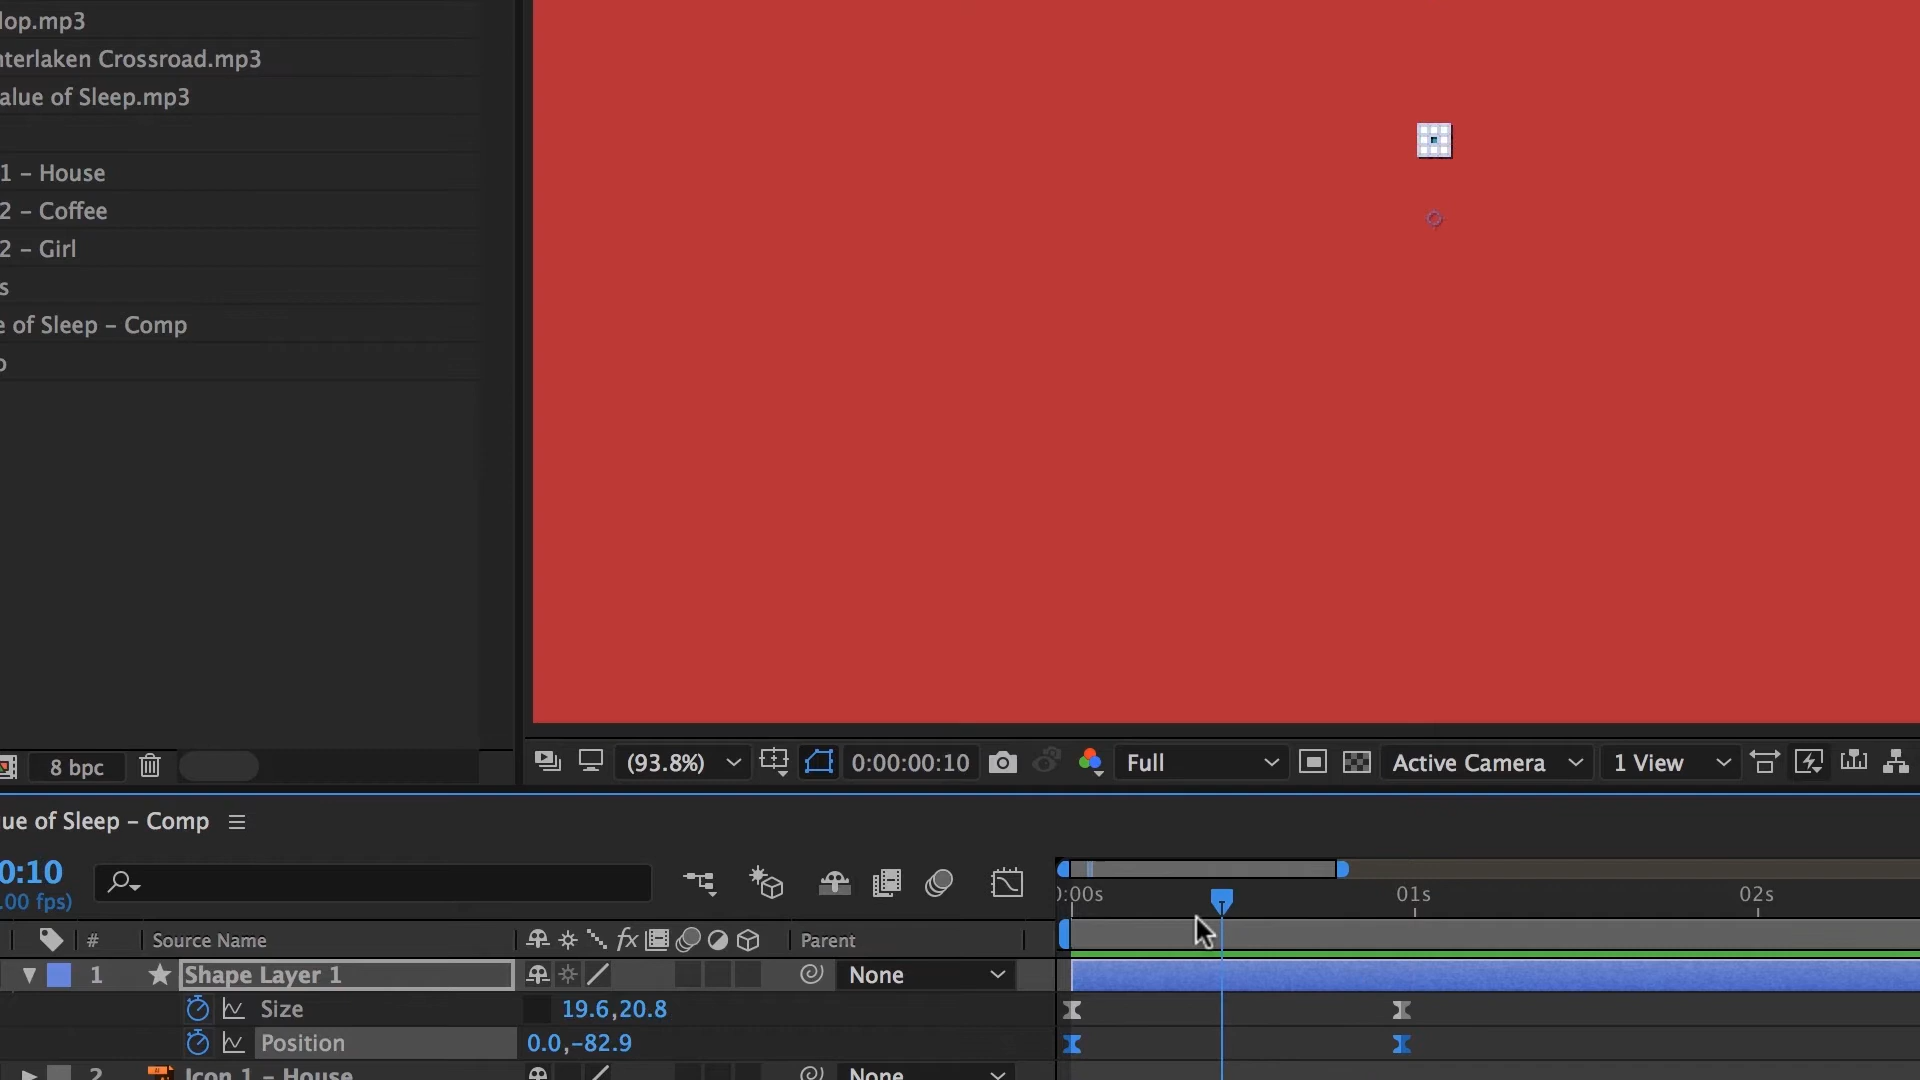 lop.mp3
nterlaken Crossroad.mp3
alue of Sleep.mp3
1 – House
2 – Coffee
2 – Girl
s
e of Sleep – Comp
o
8 bpc
(93.8%)
0:00:00:10
Full
Active Camera
1 View
ue of Sleep – Comp
0:10
.00 fps)
0:00s
01s
02s
#
Source Name
fx
Parent
1
Shape Layer 1
None
Size
19.6,20.8
Position
0.0,-82.9
2
Icon 1 – House
None